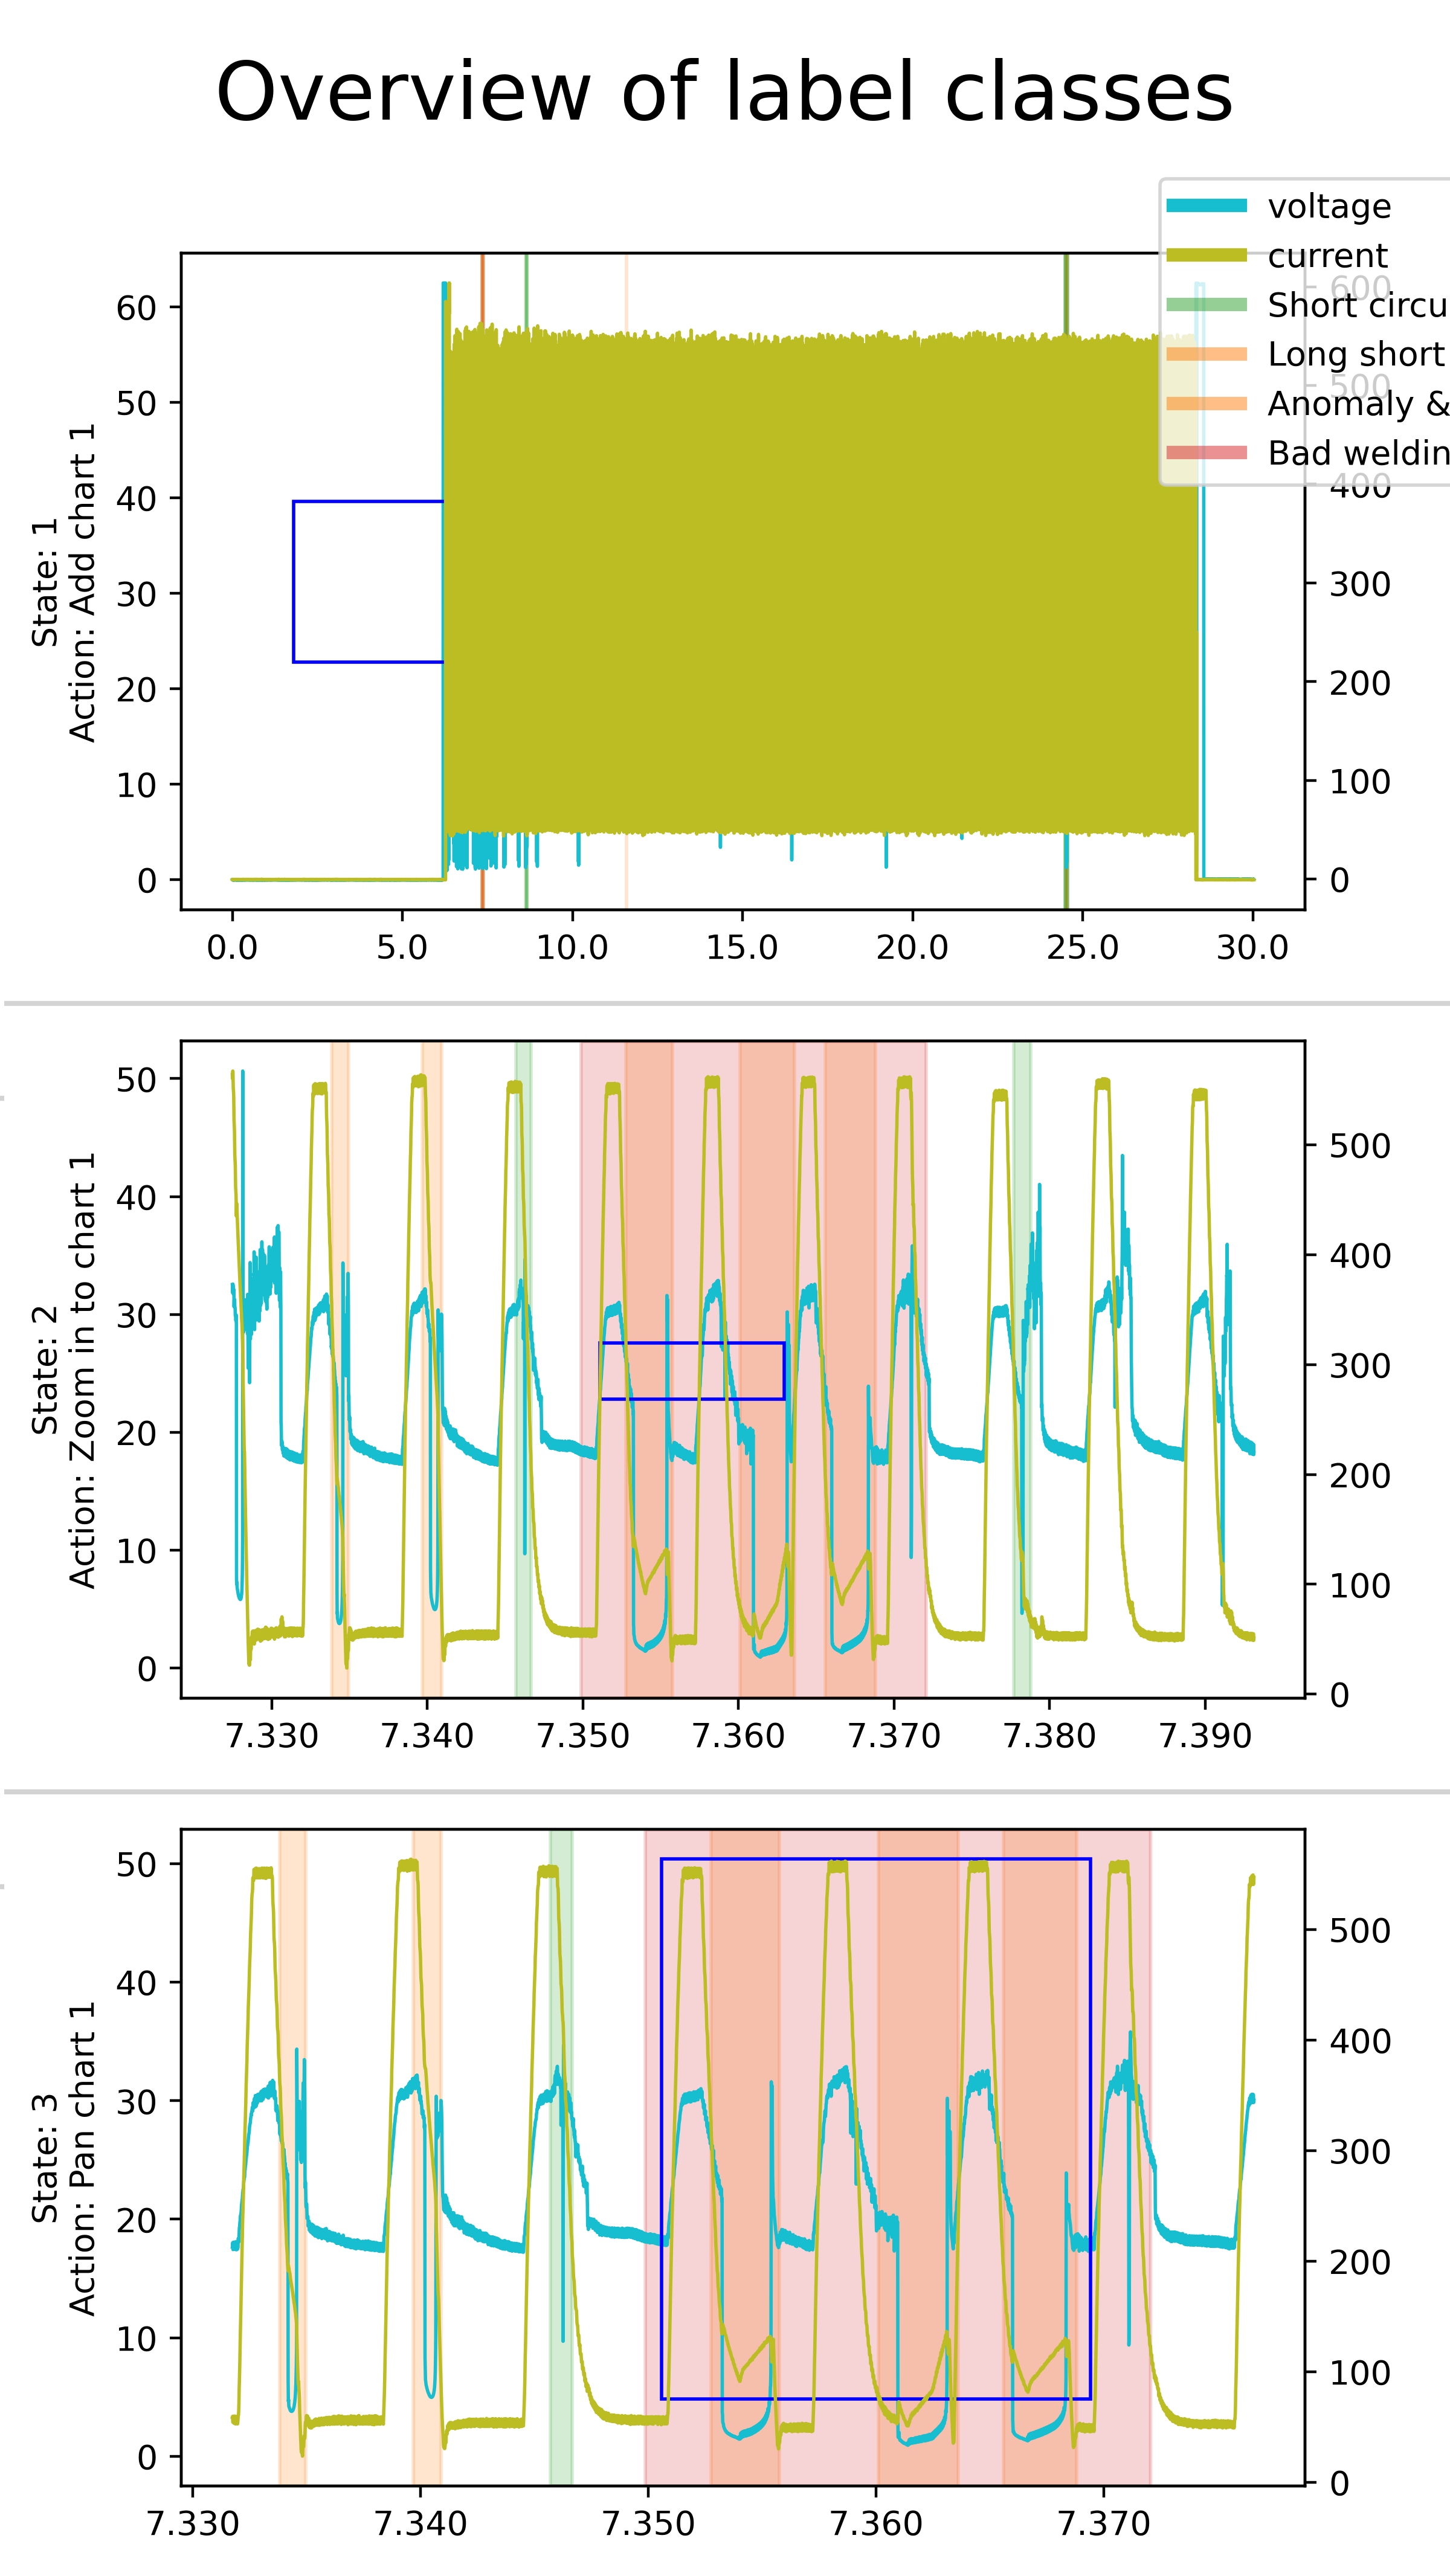 Overview of label classes
voltage
current
Short circu
Long short
Anomaly &
Bad weldin
State: 1
Action: Add chart 1
60
50
40
30
20
10
0
600
500
400
300
200
100
0
0.0 5.0 10.0 15.0 20.0 25.0 30.0
State: 2
Action: Zoom in to chart 1
50
40
30
20
10
0
500
400
300
200
100
0
7.330 7.340 7.350 7.360 7.370 7.380 7.390
State: 3
Action: Pan chart 1
50
40
30
20
10
0
500
400
300
200
100
0
7.330 7.340 7.350 7.360 7.370